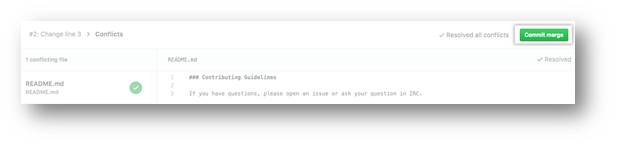 #2: Change line 3 > Conflicts
Resolved all conflicts
Commit merge
1 conflicting file
README.md
Resolved
README.md
README.md
1 ### Contributing Guidelines
2
3 If you have questions, please open an issue or ask your question in IRC.